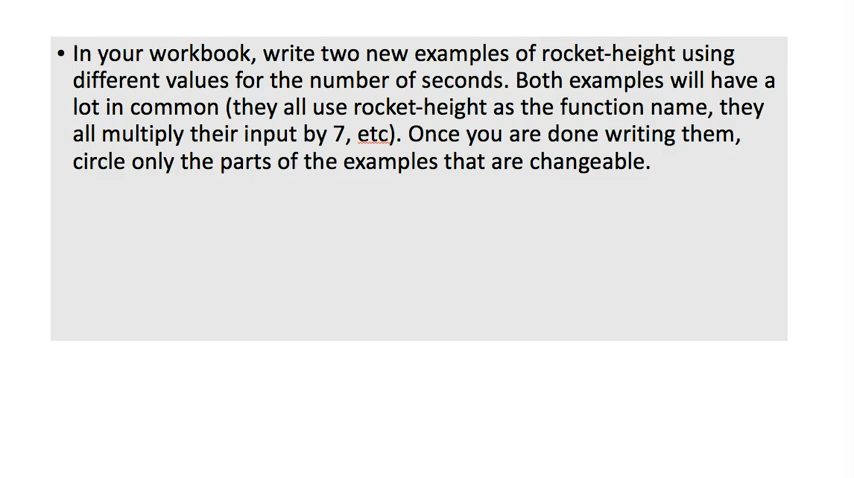 • In your workbook, write two new examples of rocket-height using
different values for the number of seconds. Both examples will have a
lot in common (they all use rocket-height as the function name, they
all multiply their input by 7, etc). Once you are done writing them,
circle only the parts of the examples that are changeable.